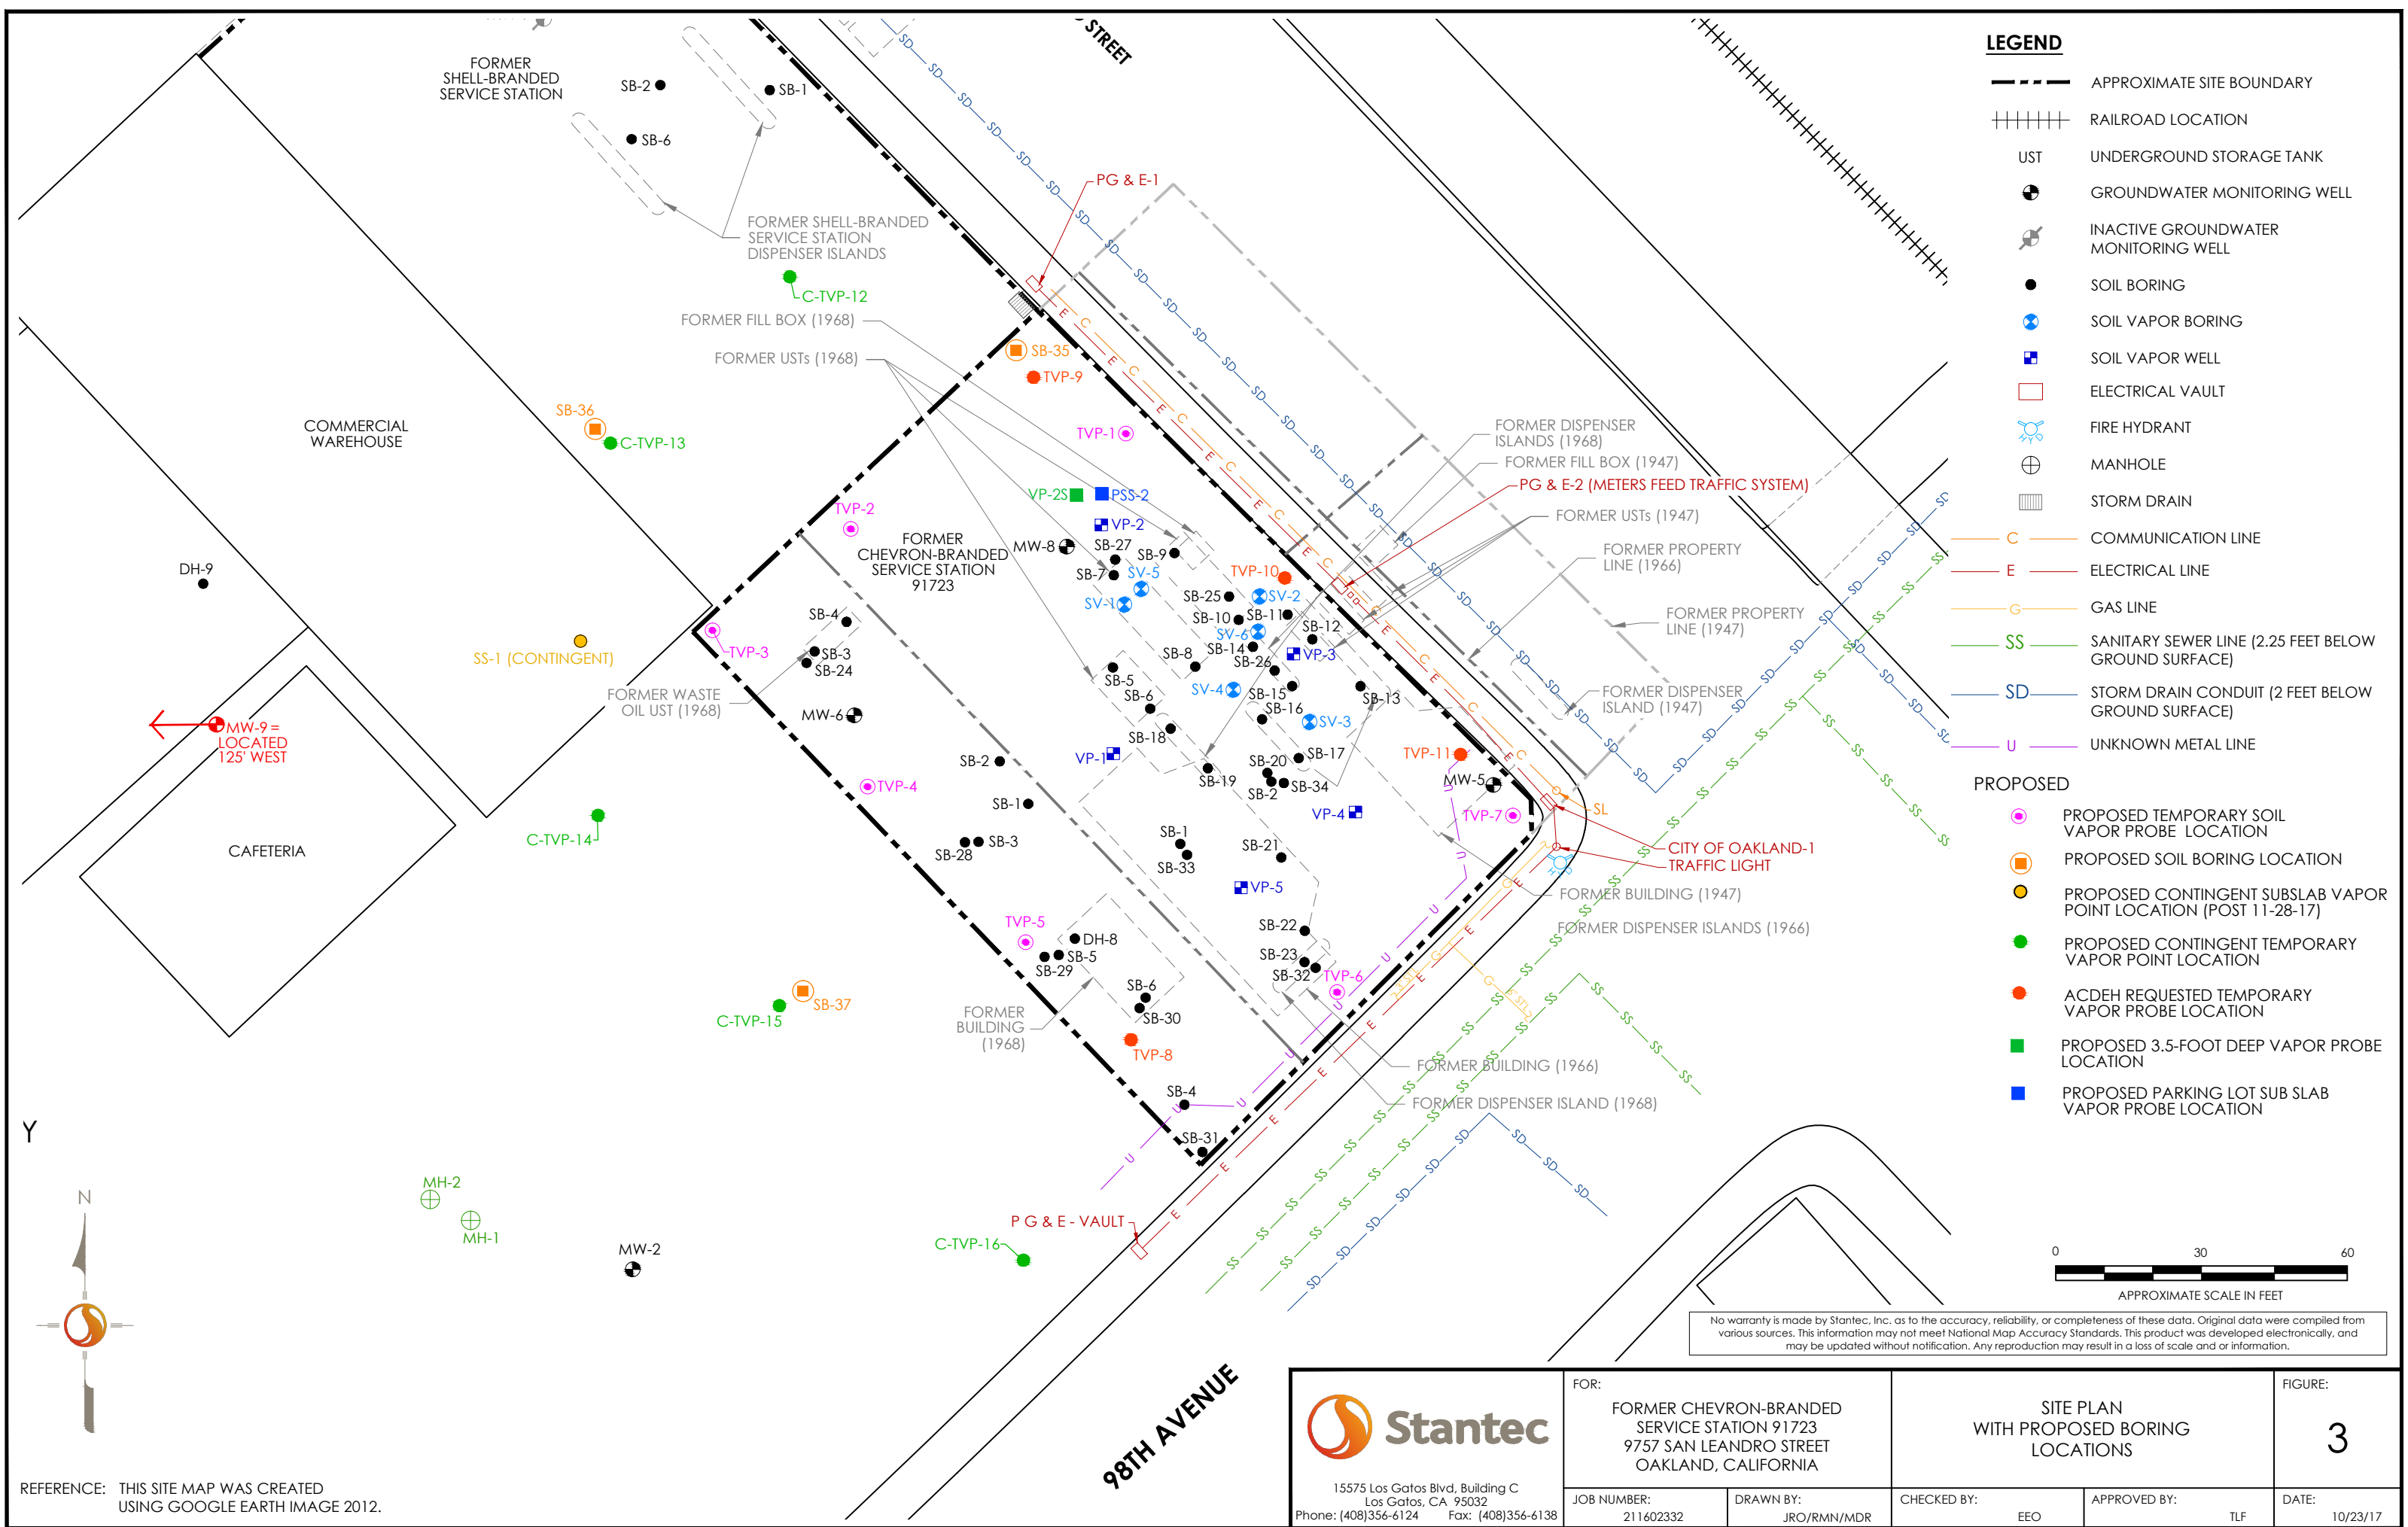 STREET
FORMER
SHELL-BRANDED
SERVICE STATION
SB-2
SB-1
SB-6
PG & E-1
FORMER SHELL-BRANDED
SERVICE STATION
DISPENSER ISLANDS
C-TVP-12
FORMER FILL BOX (1968)
FORMER USTs (1968)
SB-35
TVP-9
SB-36
C-TVP-13
COMMERCIAL
WAREHOUSE
TVP-1
FORMER DISPENSER
ISLANDS (1968)
FORMER FILL BOX (1947)
PG & E-2 (METERS FEED TRAFFIC SYSTEM)
FORMER USTs (1947)
FORMER PROPERTY
LINE (1966)
FORMER PROPERTY
LINE (1947)
FORMER DISPENSER
ISLAND (1947)
VP-2S
PSS-2
VP-2
TVP-2
FORMER
CHEVRON-BRANDED
SERVICE STATION
91723
MW-8
SB-27
SB-9
SB-7
SV-5
SV-1
TVP-10
SB-25
SV-2
SB-10
SB-11
SV-6
SB-12
SB-14
VP-3
SB-26
SB-8
SB-4
SB-3
SB-24
DH-9
TVP-3
SS-1 (CONTINGENT)
FORMER WASTE
OIL UST (1968)
MW-6
SB-5
SB-6
SV-4
SB-15
SB-13
SB-16
SV-3
SB-18
VP-1
SB-17
SB-19
SB-20
SB-2
SB-34
TVP-11
MW-5
TVP-7
VP-4
SL
MW-9 =
LOCATED
125' WEST
SB-2
TVP-4
SB-1
C-TVP-14
SB-3
SB-28
SB-1
SB-33
SB-21
VP-5
CAFETERIA
CITY OF OAKLAND-1
TRAFFIC LIGHT
FORMER BUILDING (1947)
FORMER DISPENSER ISLANDS (1966)
TVP-5
DH-8
SB-5
SB-29
SB-22
SB-23
SB-32
TVP-6
SB-6
SB-30
SB-37
C-TVP-15
FORMER
BUILDING
(1968)
TVP-8
FORMER BUILDING (1966)
FORMER DISPENSER ISLAND (1968)
SB-4
SB-31
Y
N
MH-2
MH-1
MW-2
P G & E - VAULT
C-TVP-16
98TH AVENUE
REFERENCE: THIS SITE MAP WAS CREATED
USING GOOGLE EARTH IMAGE 2012.
LEGEND
APPROXIMATE SITE BOUNDARY
RAILROAD LOCATION
UST UNDERGROUND STORAGE TANK
GROUNDWATER MONITORING WELL
INACTIVE GROUNDWATER
MONITORING WELL
SOIL BORING
SOIL VAPOR BORING
SOIL VAPOR WELL
ELECTRICAL VAULT
FIRE HYDRANT
MANHOLE
STORM DRAIN
C COMMUNICATION LINE
E ELECTRICAL LINE
G GAS LINE
SS SANITARY SEWER LINE (2.25 FEET BELOW
GROUND SURFACE)
SD STORM DRAIN CONDUIT (2 FEET BELOW
GROUND SURFACE)
U UNKNOWN METAL LINE
PROPOSED
PROPOSED TEMPORARY SOIL
VAPOR PROBE LOCATION
PROPOSED SOIL BORING LOCATION
PROPOSED CONTINGENT SUBSLAB VAPOR
POINT LOCATION (POST 11-28-17)
PROPOSED CONTINGENT TEMPORARY
VAPOR POINT LOCATION
ACDEH REQUESTED TEMPORARY
VAPOR PROBE LOCATION
PROPOSED 3.5-FOOT DEEP VAPOR PROBE
LOCATION
PROPOSED PARKING LOT SUB SLAB
VAPOR PROBE LOCATION
0 30 60
APPROXIMATE SCALE IN FEET
No warranty is made by Stantec, Inc. as to the accuracy, reliability, or completeness of these data. Original data were compiled from
various sources. This information may not meet National Map Accuracy Standards. This product was developed electronically, and
may be updated without notification. Any reproduction may result in a loss of scale and or information.
Stantec
15575 Los Gatos Blvd, Building C
Los Gatos, CA 95032
Phone: (408)356-6124 Fax: (408)356-6138
FOR:
FORMER CHEVRON-BRANDED
SERVICE STATION 91723
9757 SAN LEANDRO STREET
OAKLAND, CALIFORNIA
SITE PLAN
WITH PROPOSED BORING
LOCATIONS
FIGURE:
3
JOB NUMBER:
211602332
DRAWN BY:
JRO/RMN/MDR
CHECKED BY:
EEO
APPROVED BY:
TLF
DATE:
10/23/17